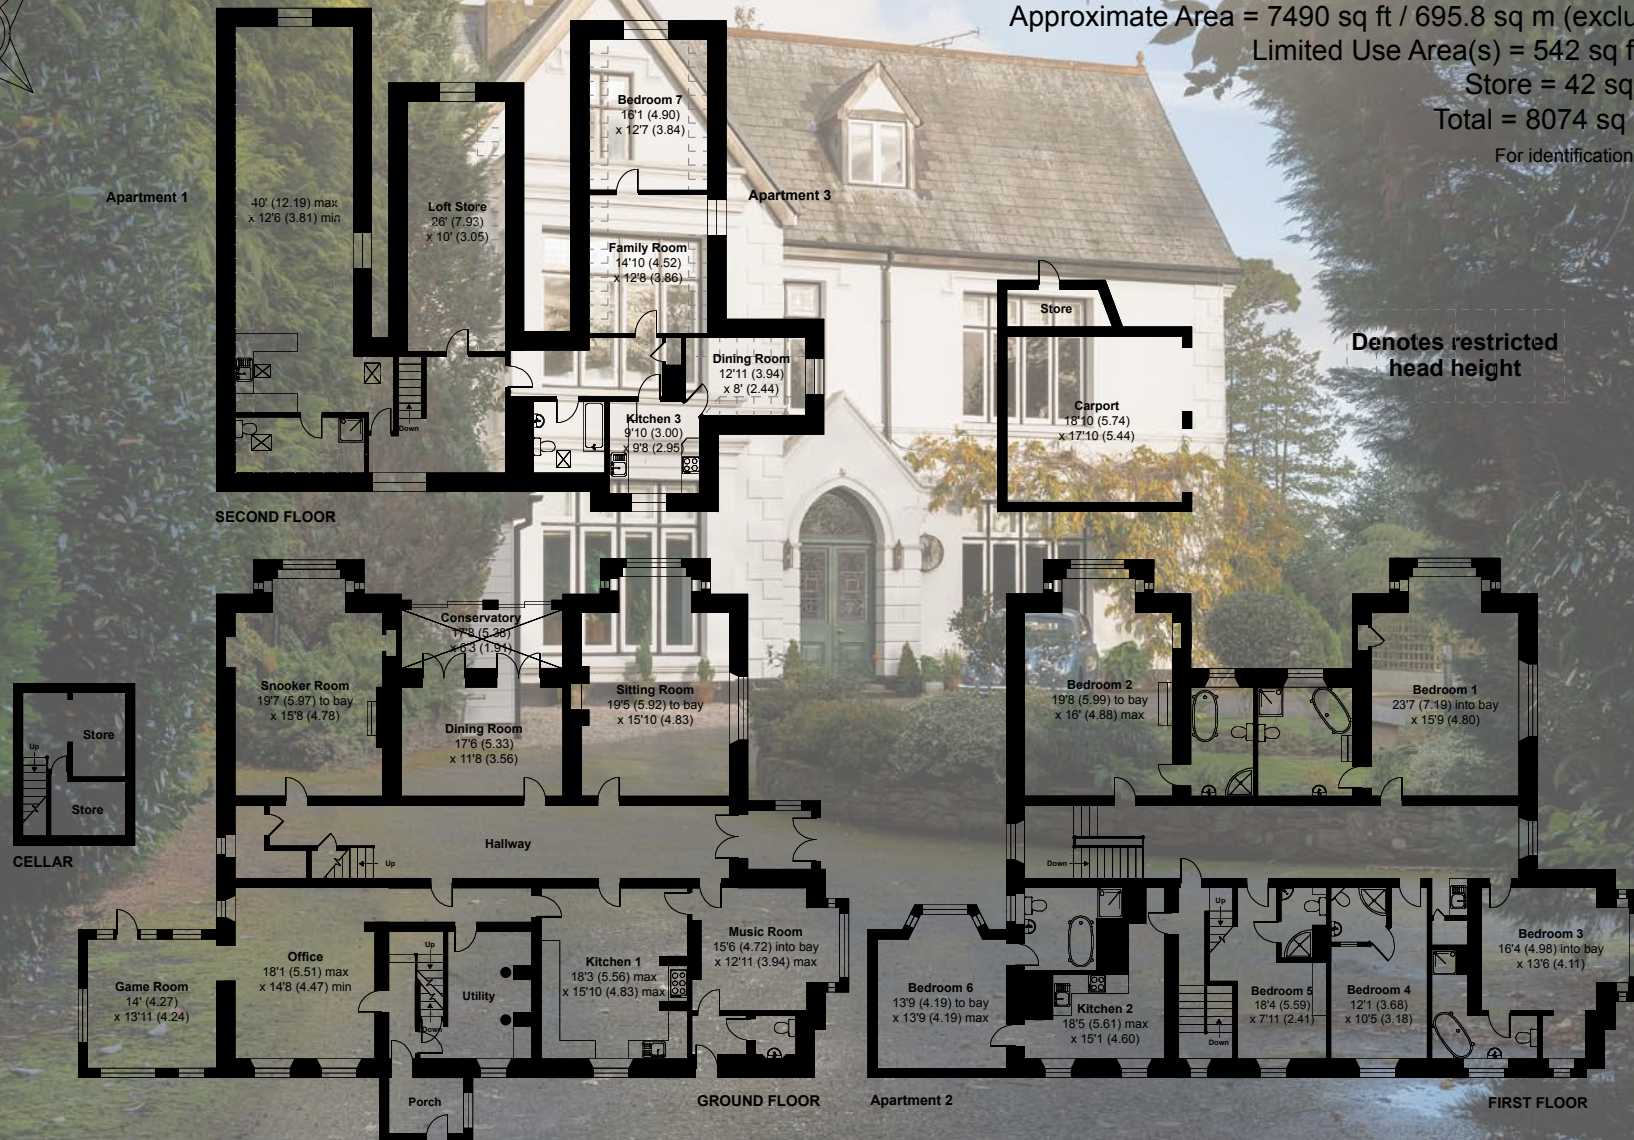 Approximate Area = 7490 sq ft / 695.8 sq m (exclu
Limited Use Area(s) = 542 sq f
Store = 42 sq
Total = 8074 sq
For identification
Denotes restricted
head height
Apartment 1
40' (12.19) max
x 12'6 (3.81) min
Loft Store
26' (7.93)
x 10' (3.05)
Down
Bedroom 7
16'1 (4.90)
x 12'7 (3.84)
Apartment 3
Family Room
14'10 (4.52)
x 12'8 (3.86)
Dining Room
12'11 (3.94)
x 8' (2.44)
Kitchen 3
9'10 (3.00)
x 9'8 (2.95)
SECOND FLOOR
Store
Carport
18'10 (5.74)
x 17'10 (5.44)
Up
Store
Store
CELLAR
Snooker Room
19'7 (5.97) to bay
x 15'8 (4.78)
Conservatory
17'8 (5.38)
x 6'3 (1.91)
Dining Room
17'6 (5.33)
x 11'8 (3.56)
Sitting Room
19'5 (5.92) to bay
x 15'10 (4.83)
Hallway
Up
Game Room
14' (4.27)
x 13'11 (4.24)
Office
18'1 (5.51) max
x 14'8 (4.47) min
Up
Down
Utility
Kitchen 1
18'3 (5.56) max
x 15'10 (4.83) max
Music Room
15'6 (4.72) into bay
x 12'11 (3.94) max
Porch
GROUND FLOOR
Bedroom 2
19'8 (5.99) to bay
x 16' (4.88) max
Bedroom 1
23'7 (7.19) into bay
x 15'9 (4.80)
Down
Up
Down
Bedroom 6
13'9 (4.19) to bay
x 13'9 (4.19) max
Kitchen 2
18'5 (5.61) max
x 15'1 (4.60)
Bedroom 5
18'4 (5.59)
x 7'11 (2.41)
Bedroom 4
12'1 (3.68)
x 10'5 (3.18)
Bedroom 3
16'4 (4.98) into bay
x 13'6 (4.11)
Apartment 2
FIRST FLOOR